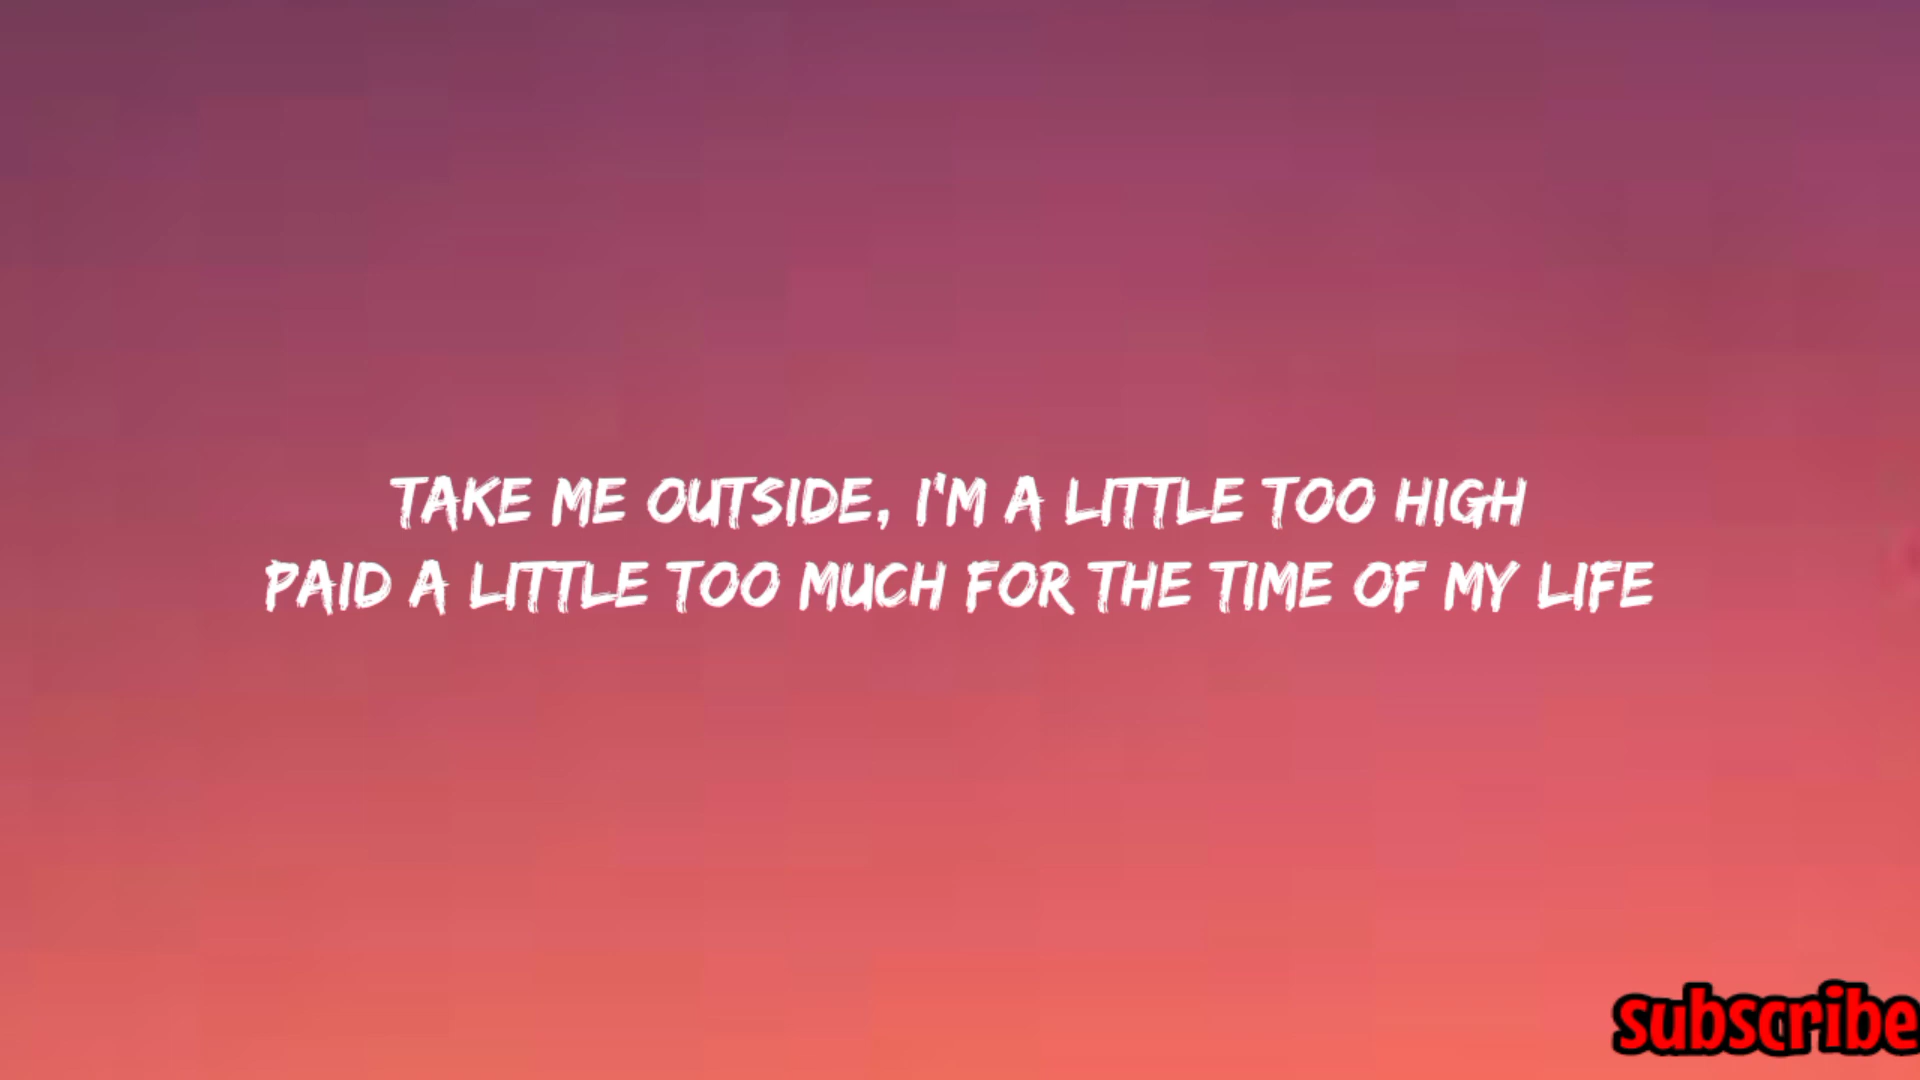 TAKE ME OUTSIDE, I'M A LITTLE TOO HIGH
PAID A LITTLE TOO MUCH FOR THE TIME OF MY LIFE
subscribe